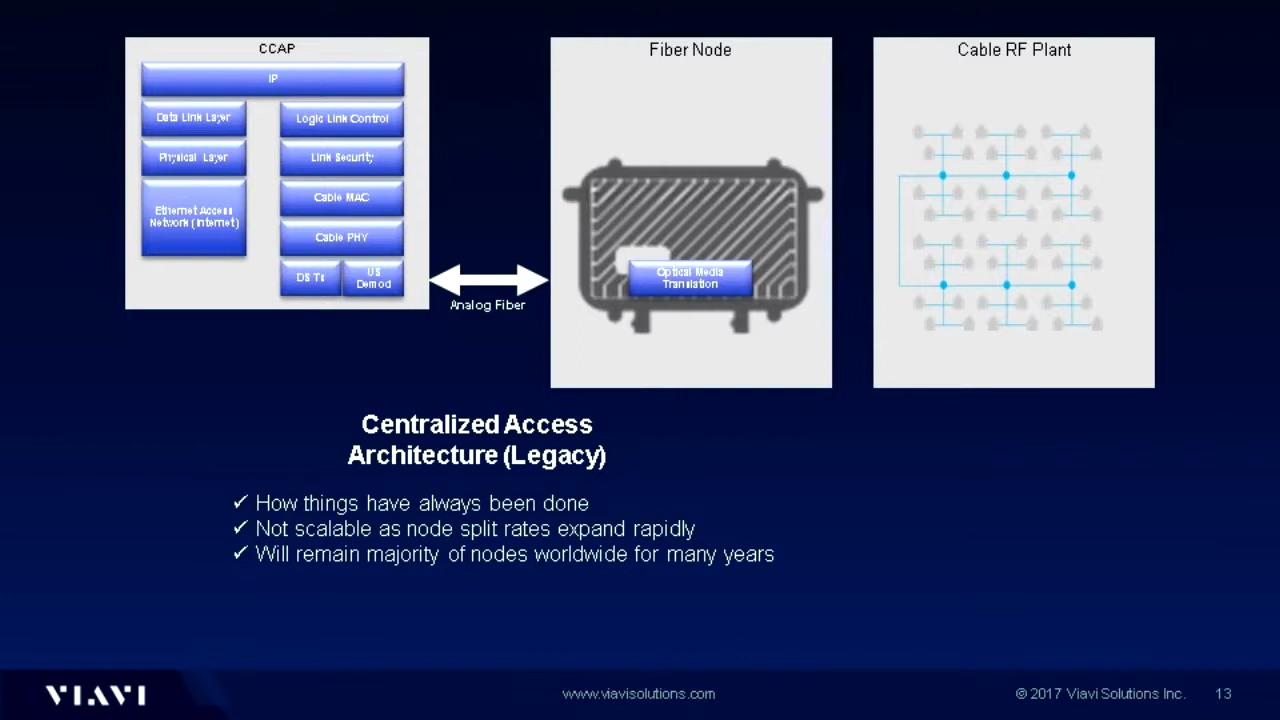 CCAP
IP
Data Link Layer
Physical Layer
Ethernet Access
Network (Internet)
Logic Link Control
Link Security
Cable MAC
Cable PHY
DS Tx
US
Demod
Analog Fiber
Fiber Node
Optical Media
Translation
Cable RF Plant
Centralized Access
Architecture (Legacy)
✓ How things have always been done
✓ Not scalable as node split rates expand rapidly
✓ Will remain majority of nodes worldwide for many years
VIAVI
www.viavisolutions.com
© 2017 Viavi Solutions Inc.
13